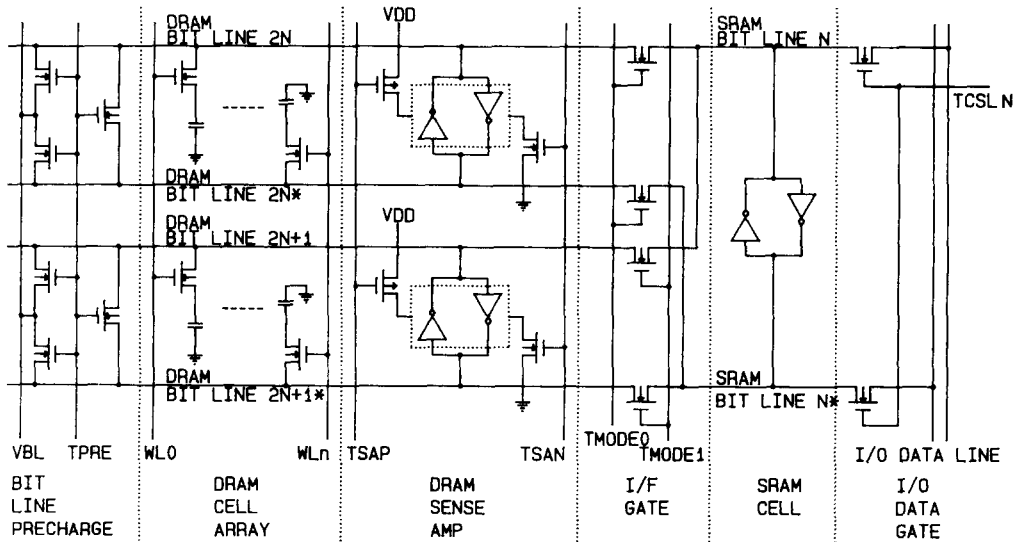 DRAM
BIT LINE 2N
VDD
SRAM
BIT LINE N
TCSL N
DRAM
BIT LINE 2N*
DRAM
BIT LINE 2N+1
VDD
DRAM
BIT LINE 2N+1*
SRAM
BIT LINE N*
VBL
TPRE
WL0
WLn
TSAP
TSAN
TMODE0
TMODE1
I/O DATA LINE
BIT
LINE
PRECHARGE
DRAM
CELL
ARRAY
DRAM
SENSE
AMP
I/F
GATE
SRAM
CELL
I/O
DATA
GATE